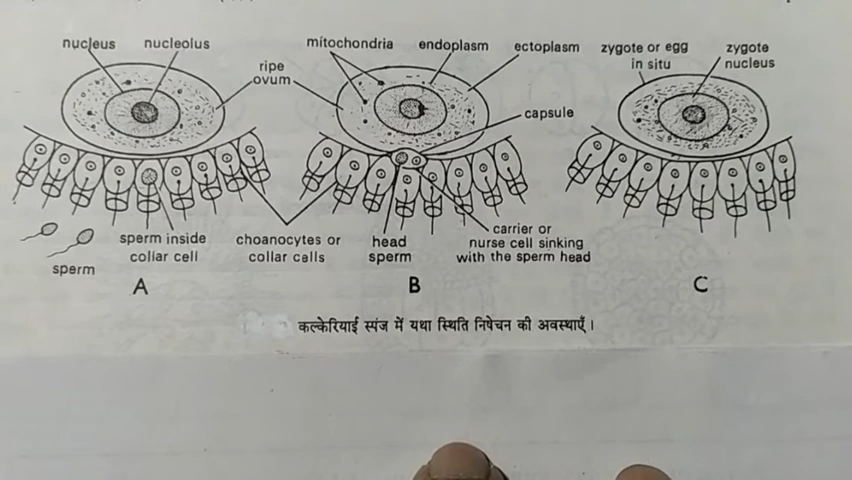 nucleus
nucleolus
ripe
ovum
mitochondria
endoplasm
ectoplasm
zygote or egg
in situ
zygote
nucleus
capsule
sperm
sperm inside
collar cell
choanocytes or
collar cells
head
sperm
carrier or
nurse cell sinking
with the sperm head
A
B
C
कल्केरियाई स्पंज में यथा स्थिति निषेचन की अवस्थाएँ।